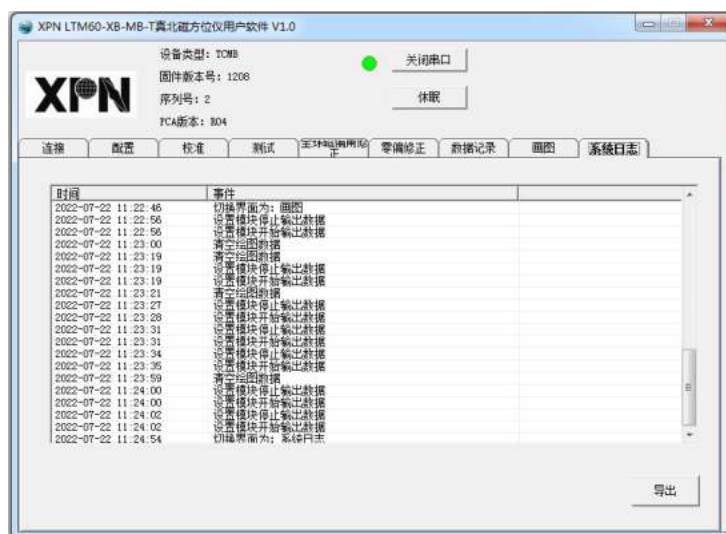 XPN LTM60-XB-MB-T真北磁方位仪用户软件 V1.0
设备类型: TCMB
固件版本号: 1208
序列号: 2
PCA版本: R04
关闭串口
休眠
XPN
连接 配置 校准 测试 零偏修正 数据记录 画图 系统日志
时间 事件
2022-07-22 11:22:46 切换界面为: 画图
2022-07-22 11:22:56 设置模块停止输出数据
2022-07-22 11:22:56 设置模块开始输出数据
2022-07-22 11:23:00 清空绘图数据
2022-07-22 11:23:19 清空绘图数据
2022-07-22 11:23:19 设置模块停止输出数据
2022-07-22 11:23:19 设置模块开始输出数据
2022-07-22 11:23:21 清空绘图数据
2022-07-22 11:23:27 设置模块停止输出数据
2022-07-22 11:23:28 设置模块开始输出数据
2022-07-22 11:23:31 设置模块停止输出数据
2022-07-22 11:23:31 设置模块开始输出数据
2022-07-22 11:23:34 设置模块停止输出数据
2022-07-22 11:23:35 设置模块开始输出数据
2022-07-22 11:23:59 清空绘图数据
2022-07-22 11:24:00 设置模块停止输出数据
2022-07-22 11:24:00 设置模块开始输出数据
2022-07-22 11:24:02 设置模块停止输出数据
2022-07-22 11:24:02 设置模块开始输出数据
2022-07-22 11:24:54 切换界面为: 系统日志
导出